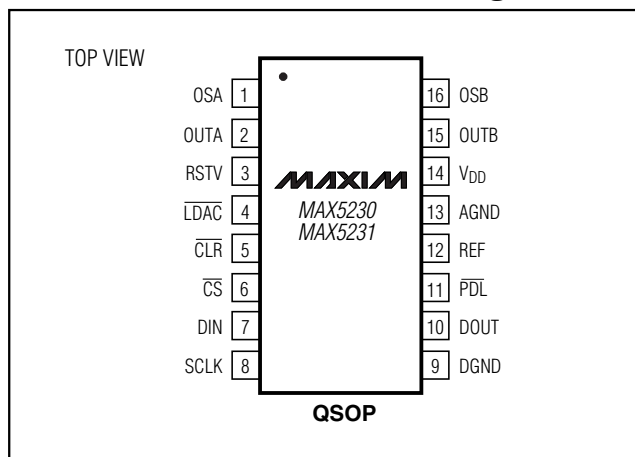 TOP VIEW
OSA 1
OUTA 2
RSTV 3
LDAC 4
CLR 5
CS 6
DIN 7
SCLK 8
MAXIM
MAX5230
MAX5231
16 OSB
15 OUTB
14 VDD
13 AGND
12 REF
11 PDL
10 DOUT
9 DGND
QSOP